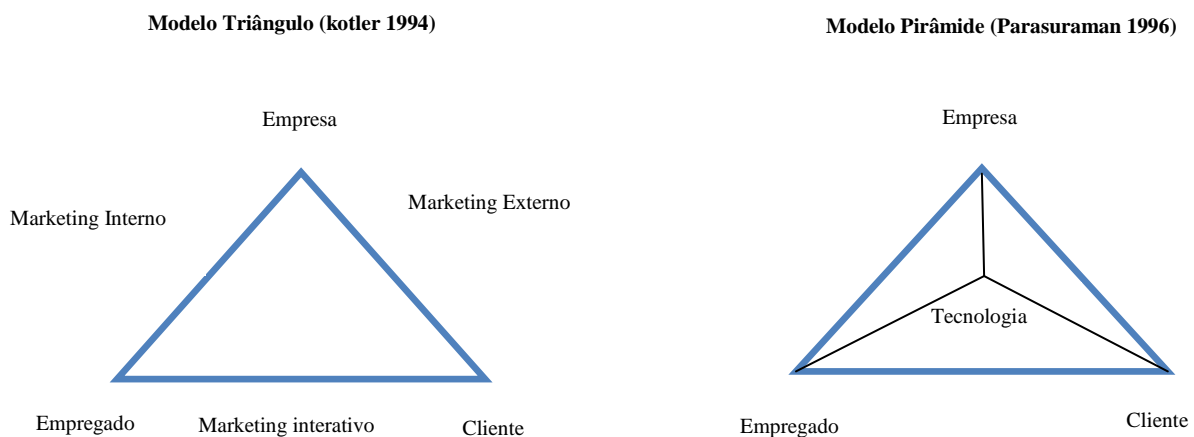 Modelo Triângulo (kotler 1994)
Empresa
Marketing Interno
Marketing Externo
Empregado
Marketing interativo
Cliente
Modelo Pirâmide (Parasuraman 1996)
Empresa
Tecnologia
Empregado
Cliente